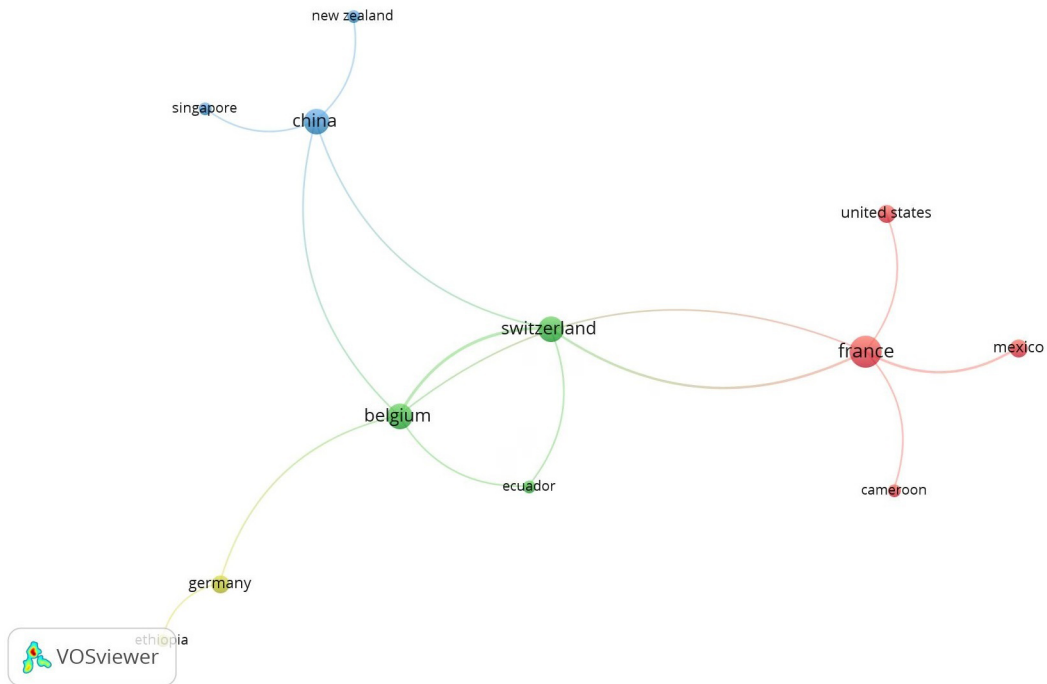 new zealand
singapore
china
united states
switzerland
france
mexico
belgium
ecuador
cameroon
germany
ethiopia
VOSviewer